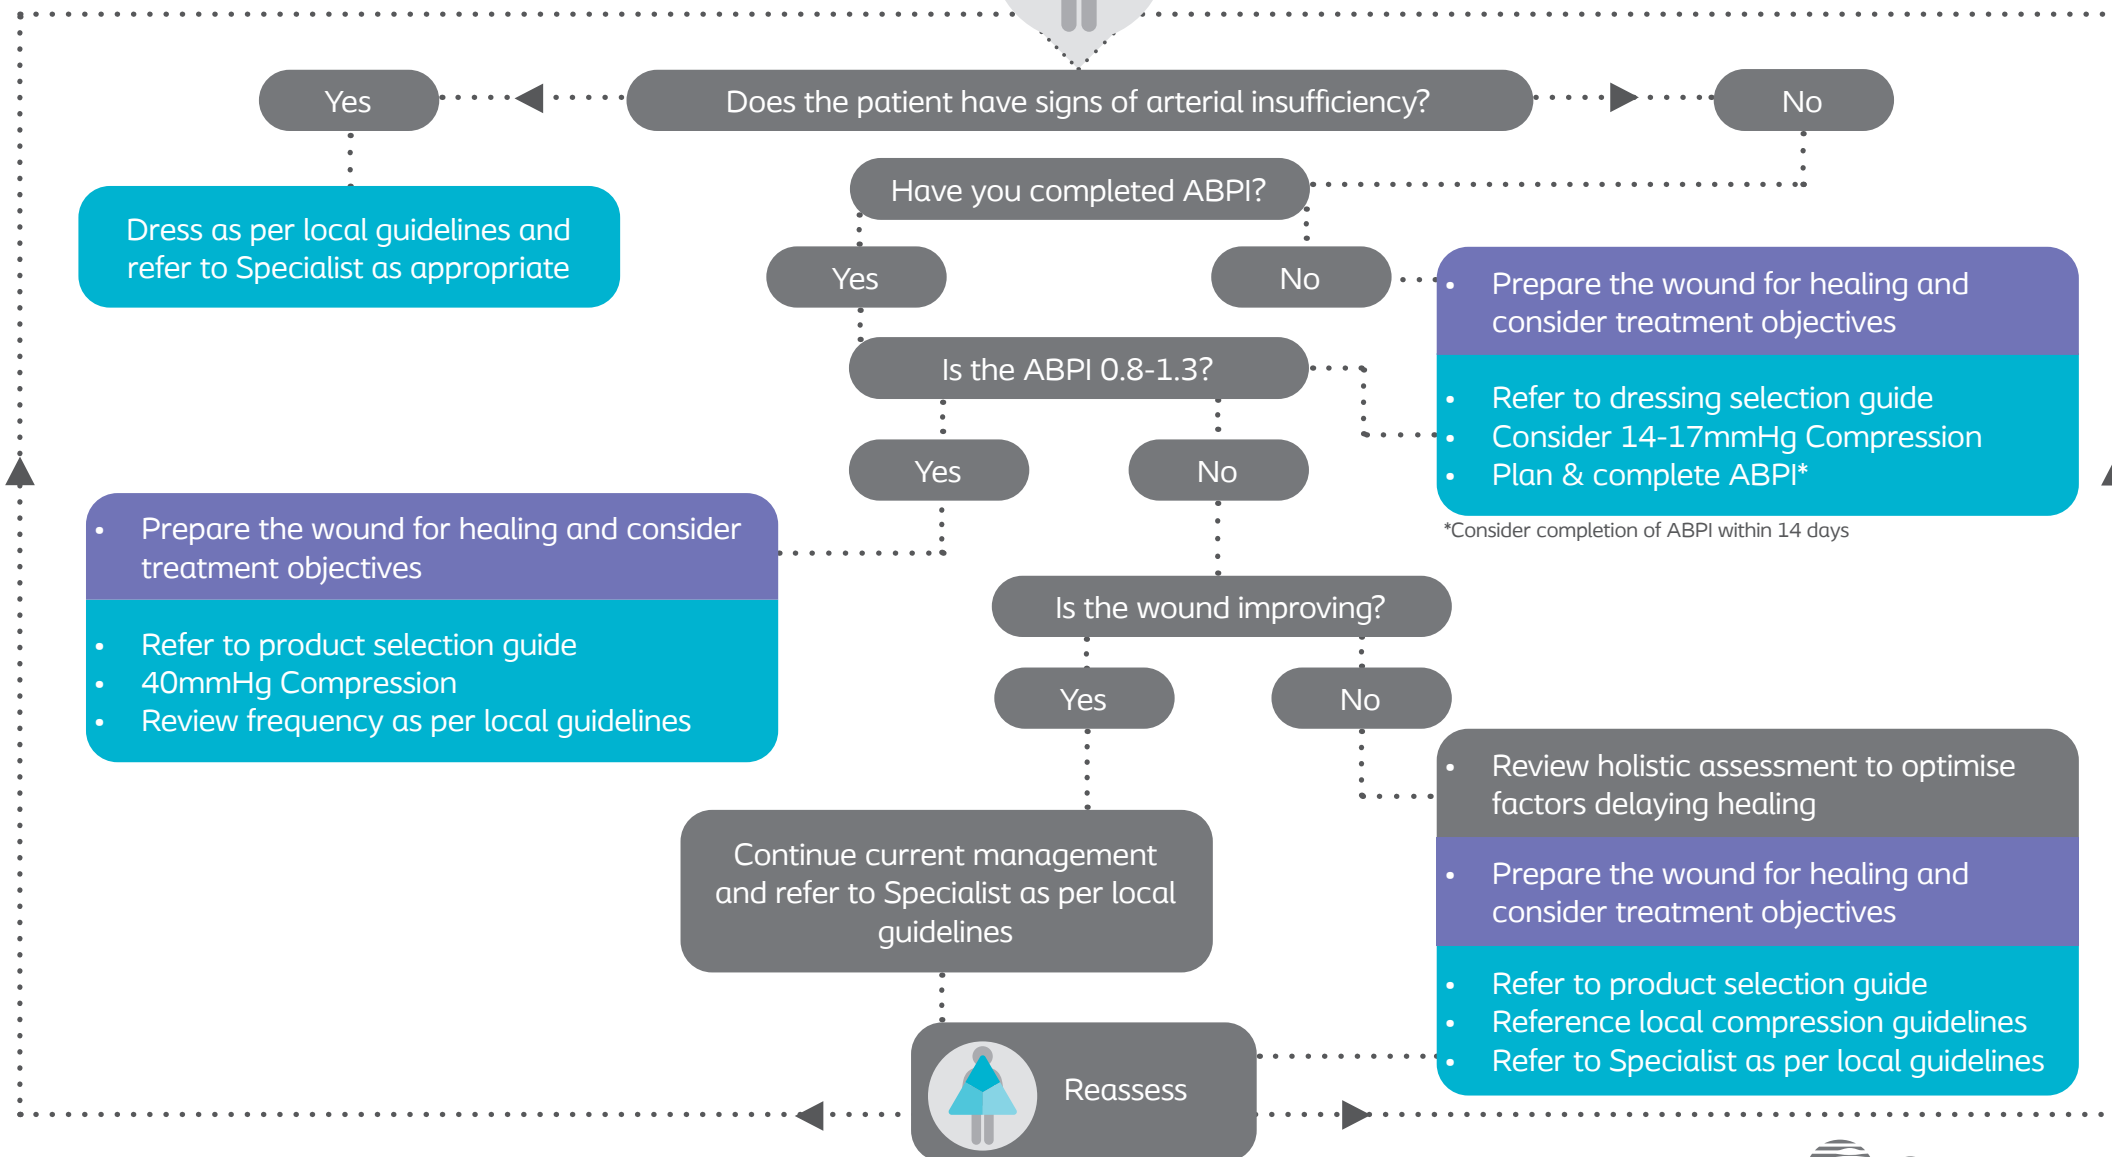 Does the patient have signs of arterial insufficiency?
Yes
No
Dress as per local guidelines and
refer to Specialist as appropriate
Have you completed ABPI?
Yes
No
• Prepare the wound for healing and
consider treatment objectives
• Refer to dressing selection guide
• Consider 14-17mmHg Compression
• Plan & complete ABPI*
*Consider completion of ABPI within 14 days
Is the ABPI 0.8-1.3?
Yes
No
• Prepare the wound for healing and consider
treatment objectives
• Refer to product selection guide
• 40mmHg Compression
• Review frequency as per local guidelines
Is the wound improving?
Yes
No
Continue current management
and refer to Specialist as per local
guidelines
• Review holistic assessment to optimise
factors delaying healing
• Prepare the wound for healing and
consider treatment objectives
• Refer to product selection guide
• Reference local compression guidelines
• Refer to Specialist as per local guidelines
Reassess